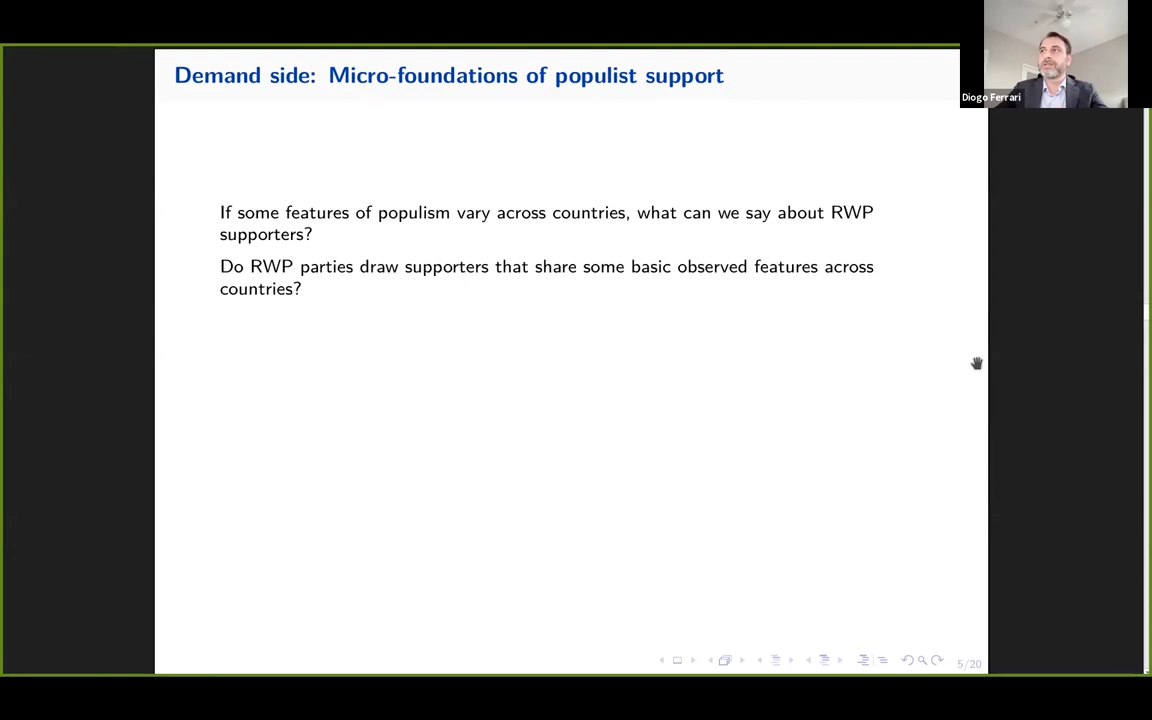 Demand side: Micro-foundations of populist support
Diogo Ferrari
If some features of populism vary across countries, what can we say about RWP
supporters?
Do RWP parties draw supporters that share some basic observed features across
countries?
5/20